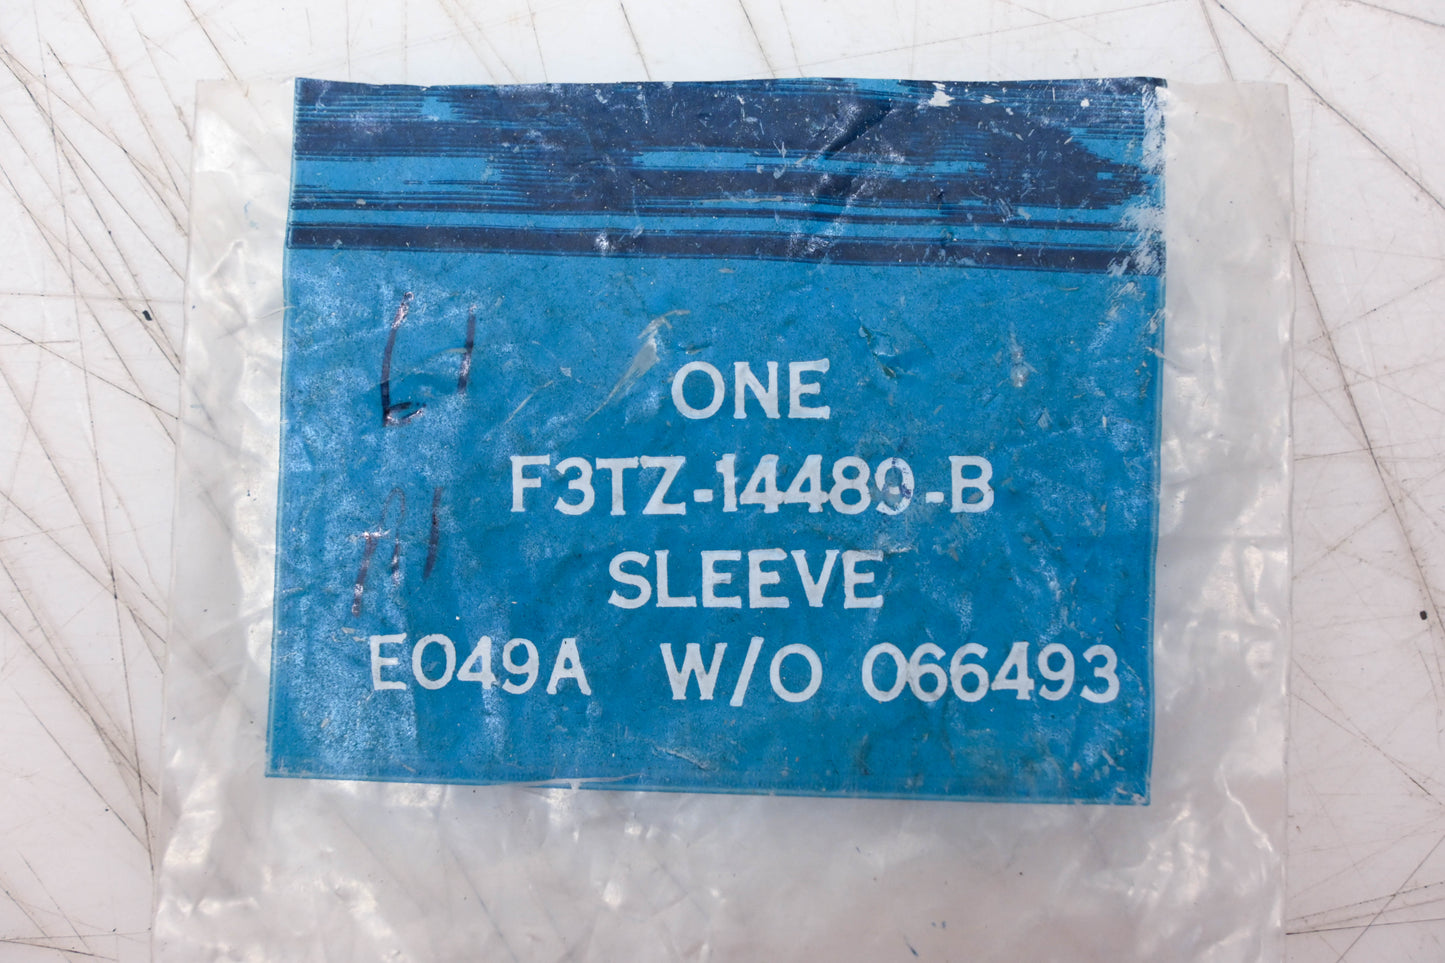 ONE
F3TZ-14489-B
SLEEVE
E049A W/O 066493